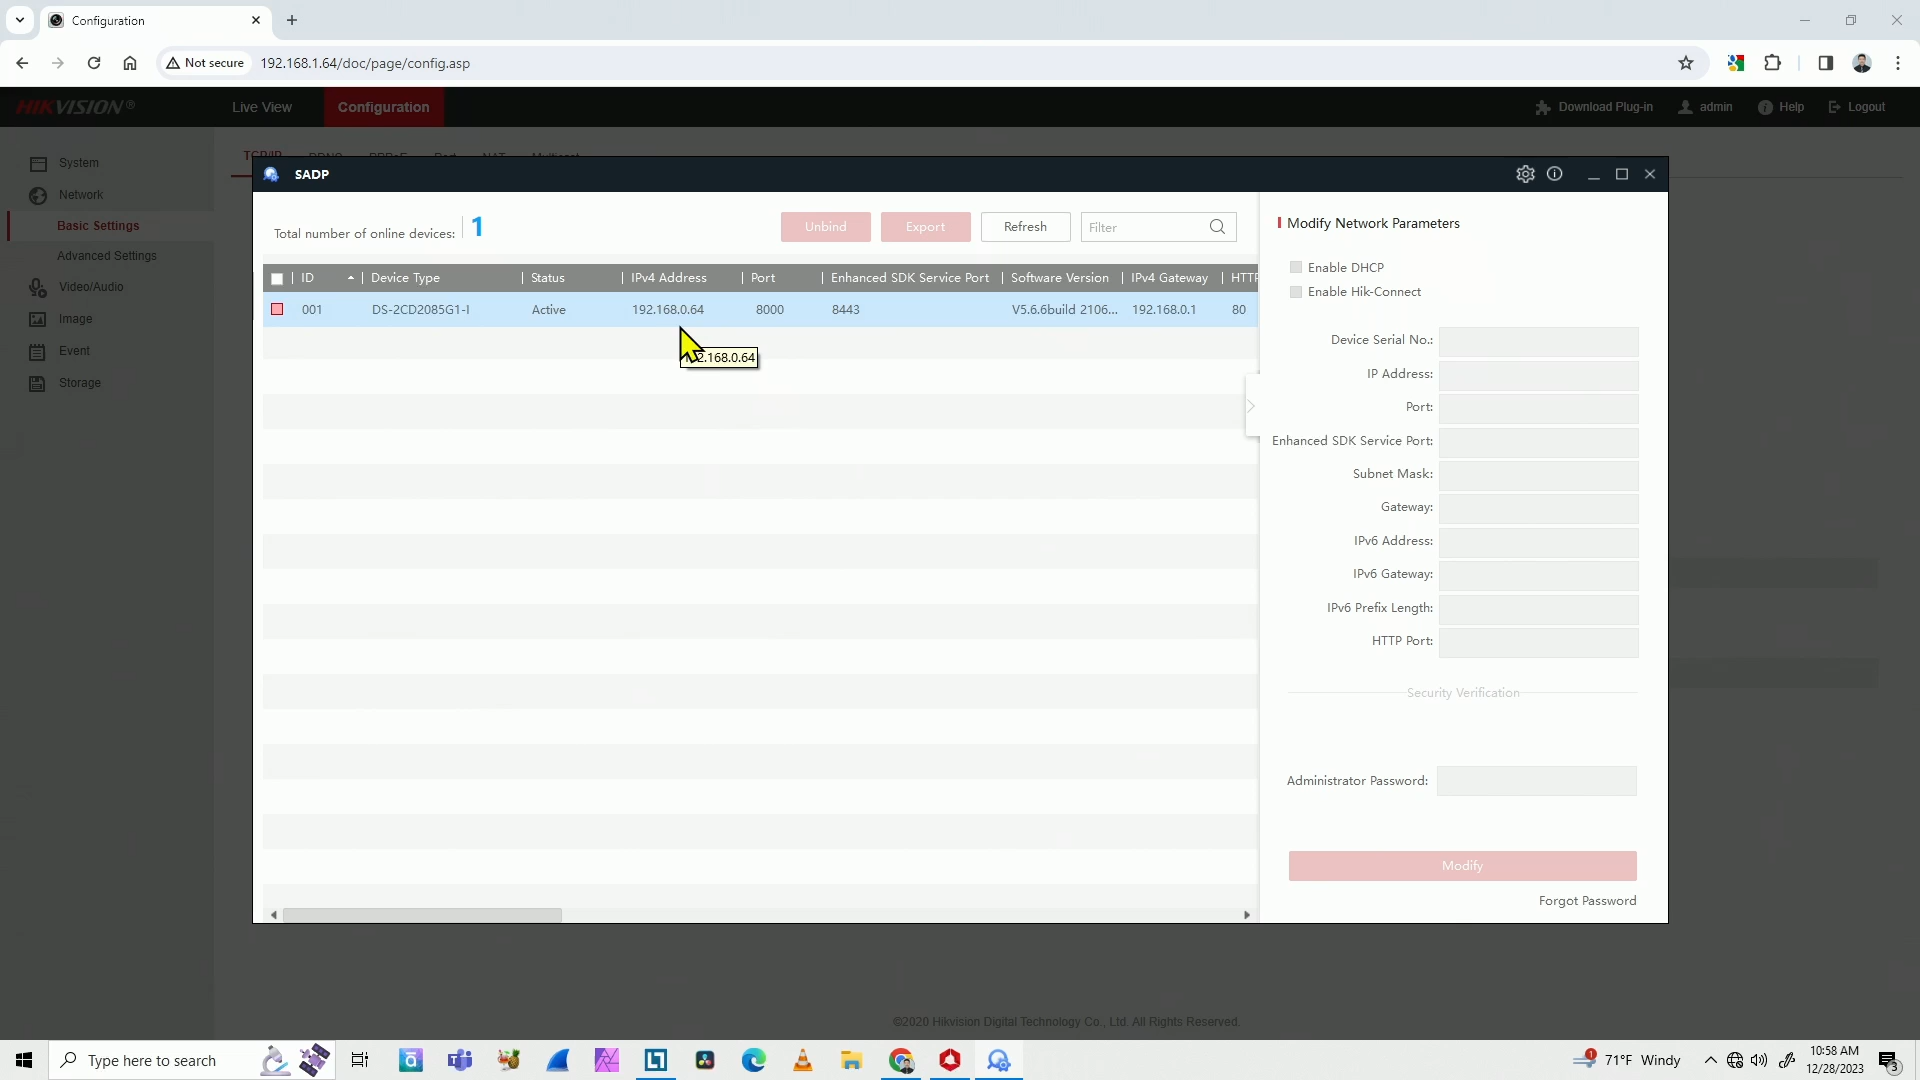 Configuration
Not secure
192.168.1.64/doc/page/config.asp
HIKVISION®
Live View
Configuration
Download Plug-in
admin
Help
Logout
System
Network
Basic Settings
Advanced Settings
Video/Audio
Image
Event
Storage
TCP/IP DDNS PPPoE Port NAT Multicast
SADP
Total number of online devices: 1
Unbind
Export
Refresh
Filter
ID Device Type Status IPv4 Address Port Enhanced SDK Service Port Software Version IPv4 Gateway HTTP
001 DS-2CD2085G1-I Active 192.168.0.64 8000 8443 V5.6.6build 2106... 192.168.0.1 80
2.168.0.64
Modify Network Parameters
Enable DHCP
Enable Hik-Connect
Device Serial No.:
IP Address:
Port:
Enhanced SDK Service Port:
Subnet Mask:
Gateway:
IPv6 Address:
IPv6 Gateway:
IPv6 Prefix Length:
HTTP Port:
Security Verification
Administrator Password:
Modify
Forgot Password
©2020 Hikvision Digital Technology Co., Ltd. All Rights Reserved.
Type here to search
1
71°F Windy
10:58 AM
12/28/2023
3